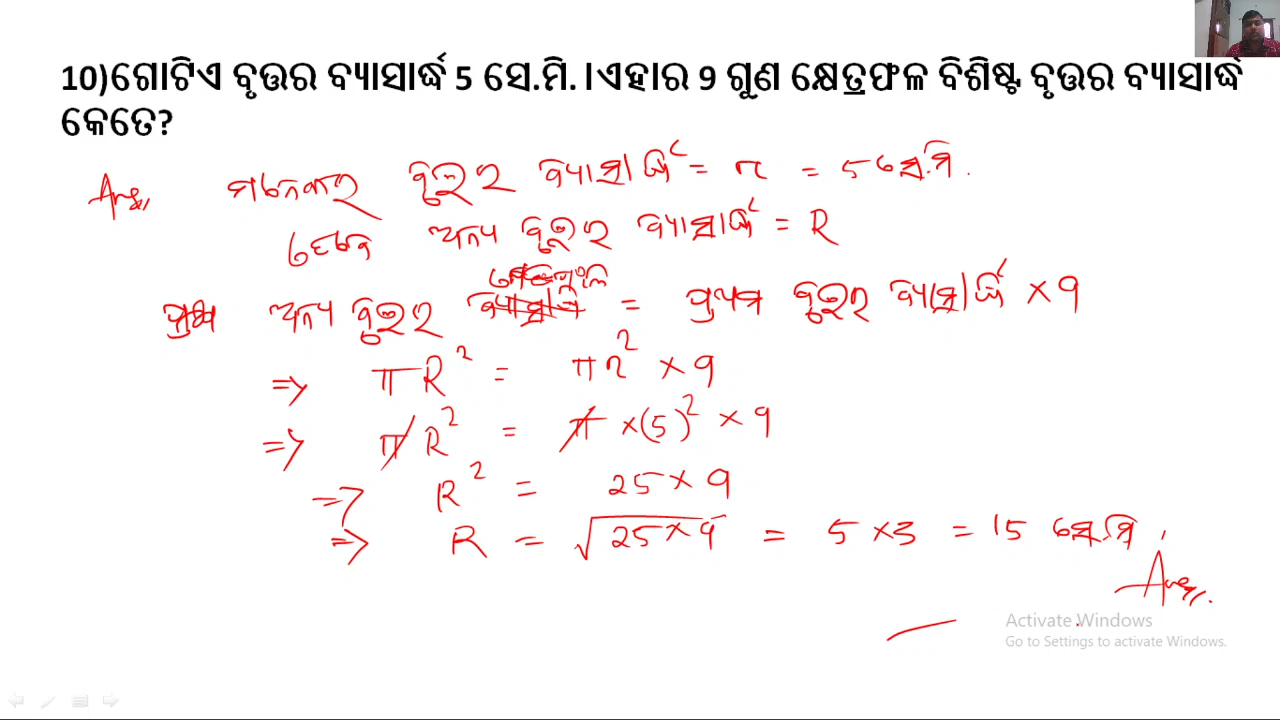 10)ଗୋଟିଏ ବୃତ୍ତର ବ୍ୟାସାର୍ଦ୍ଧ 5 ସେ.ମି. ।ଏହାର 9 ଗୁଣ କ୍ଷେତ୍ରଫଳ ବିଶିଷ୍ଟ ବୃତ୍ତର ବ୍ୟାସାର୍ଦ୍ଧ
କେତେ?
Ans, ମନେକର ବୃତ୍ତର ବ୍ୟାସାର୍ଦ୍ଧ = r = 5 ସେ.ମି.
ଅନ୍ୟ ବୃତ୍ତର ବ୍ୟାସାର୍ଦ୍ଧ = R
ଅନ୍ୟ ବୃତ୍ତର = ପ୍ରଥମ ବୃତ୍ତର ବ୍ୟାସାର୍ଦ୍ଧ × 9
=> πR² = πr² × 9
=> πR² = π × (5)² × 9
=> R² = 25 × 9
=> R = √25 × 9 = 5 × 3 = 15 ସେ.ମି.
Ans,
Activate Windows
Go to Settings to activate Windows.